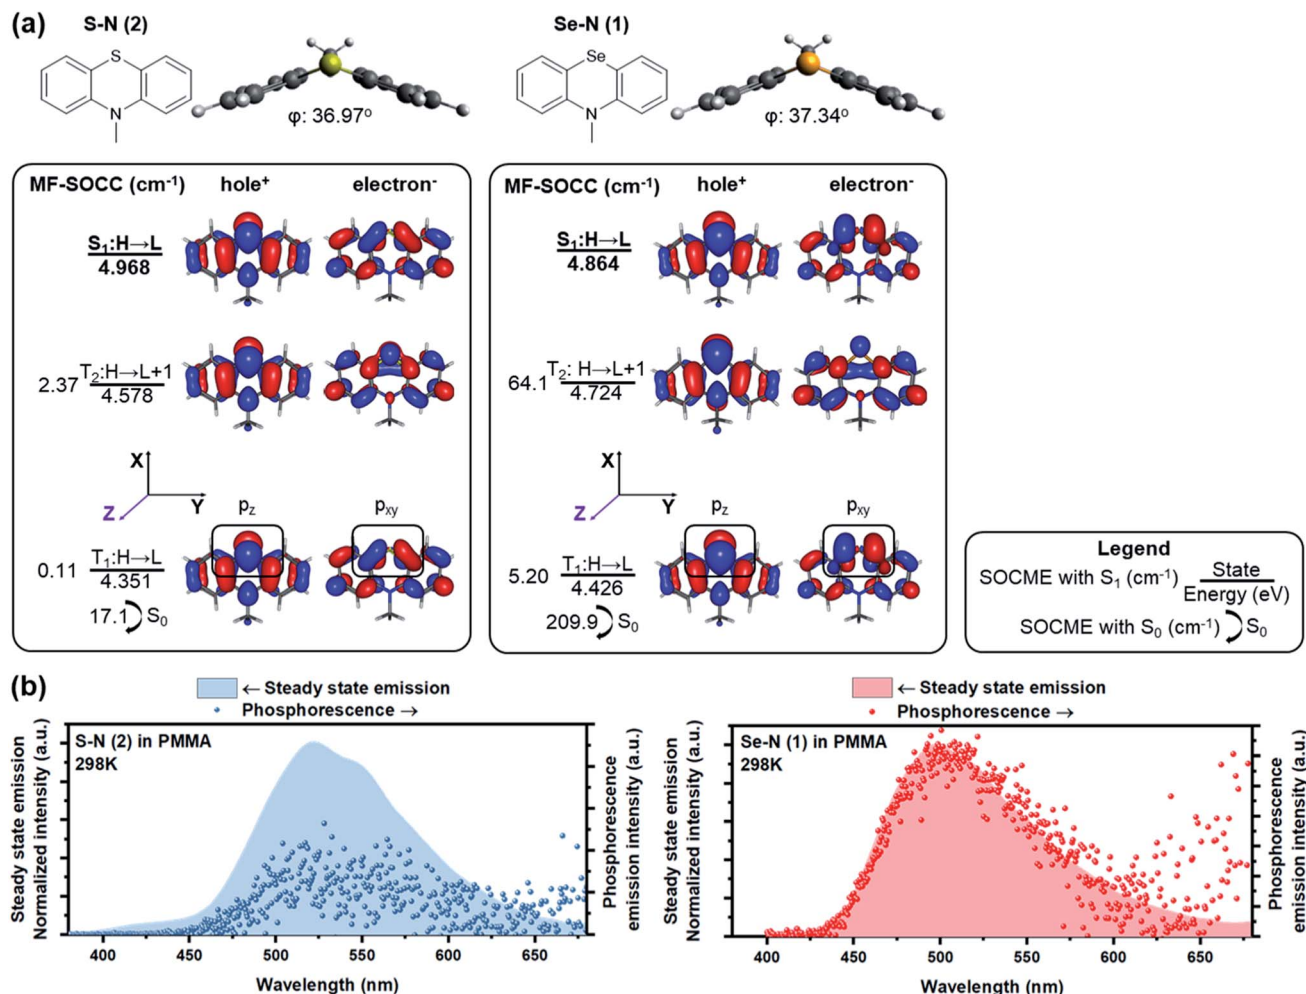 (a)
S-N (2)
S
N
φ: 36.97°
Se-N (1)
Se
N
φ: 37.34°
MF-SOCC (cm-1) hole+ electron-
S1:H→L
4.968
2.37 T2:H→L+1
4.578
X
Y
Z
pz pxy
0.11 T1:H→L
4.351
17.1 S0
MF-SOCC (cm-1) hole+ electron-
S1:H→L
4.864
64.1 T2: H→L+1
4.724
X
Y
Z
pz pxy
5.20 T1:H→L
4.426
209.9 S0
Legend
SOCME with S1 (cm-1) State
Energy (eV)
SOCME with S0 (cm-1) S0
(b)
← Steady state emission
Phosphorescence →
S-N (2) in PMMA
298K
Steady state emission
Normalized intensity (a.u.)
Phosphorescence
emission intensity (a.u.)
400 450 500 550 600 650
Wavelength (nm)
← Steady state emission
Phosphorescence →
Se-N (1) in PMMA
298K
Steady state emission
Normalized intensity (a.u.)
Phosphorescence
emission intensity (a.u.)
400 450 500 550 600 650
Wavelength (nm)